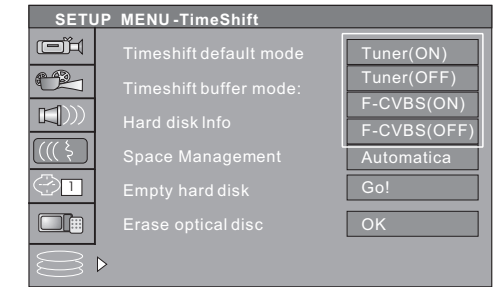 SETUP MENU -TimeShift
Timeshift default mode
Tuner(ON)
Tuner(OFF)
Timeshift buffer mode:
F-CVBS(ON)
Hard disk Info
F-CVBS(OFF)
Space Management
Automatica
1
Empty hard disk
Go!
Erase optical disc
OK